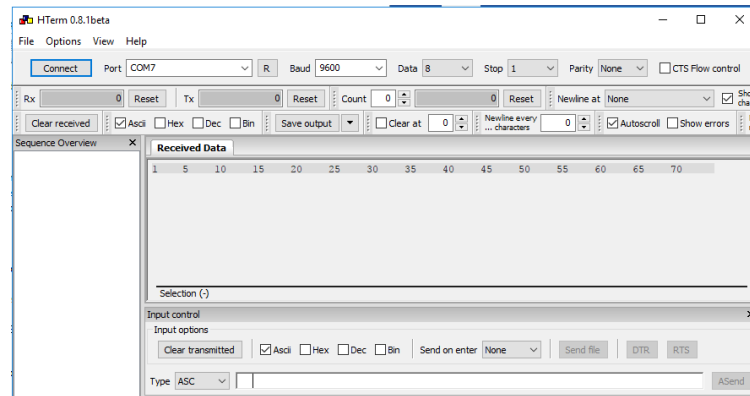 HTerm 0.8.1beta
File Options View Help
Connect Port COM7 R Baud 9600 Data 8 Stop 1 Parity None CTS Flow control
Rx 0 Reset Tx 0 Reset Count 0 0 Reset Newline at None
Clear received Ascii Hex Dec Bin Save output Clear at 0 Newline every ... characters 0 Autoscroll Show errors
Sequence Overview Received Data
1 5 10 15 20 25 30 35 40 45 50 55 60 65 70
Selection (-)
Input control
Input options
Clear transmitted Ascii Hex Dec Bin Send on enter None Send file DTR RTS
Type ASC ASend